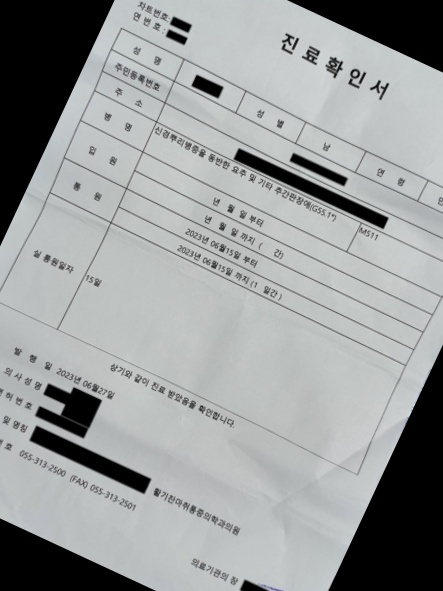 차트번호:
연 번 호 :
진 료 확 인 서
성 명
성 별
남
연 령
주민등록번호
주 소
병 명
신경뿌리병증을 동반한 요추 및 기타 추간판장애(G55.1*)
M511
입 원
년 월 일 부터
년 월 일 까지 ( 간)
통 원
2023년 06월15일 부터
2023년 06월15일 까지 (1 일간 )
실 통원일자
15일
상기와 같이 진료 받았음을 확인합니다.
발 행 일 2023년 06월27일
의 사 성 명
허 번 호
및 명칭
활기찬마취통증의학과의원
호 055-313-2500 (FAX) 055-313-2501
의료기관의 장